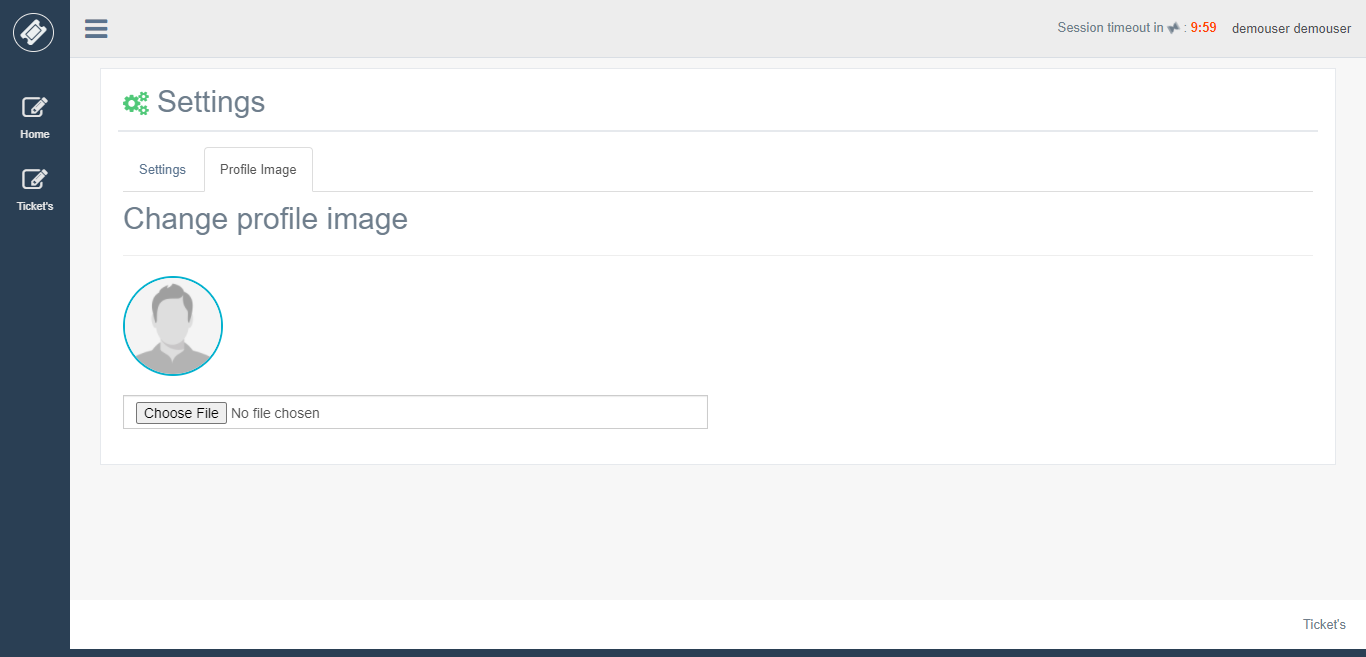 Session timeout in : 9:59 demouser demouser
Home
Ticket's
Settings
Settings Profile Image
Change profile image
Choose File No file chosen
Ticket's